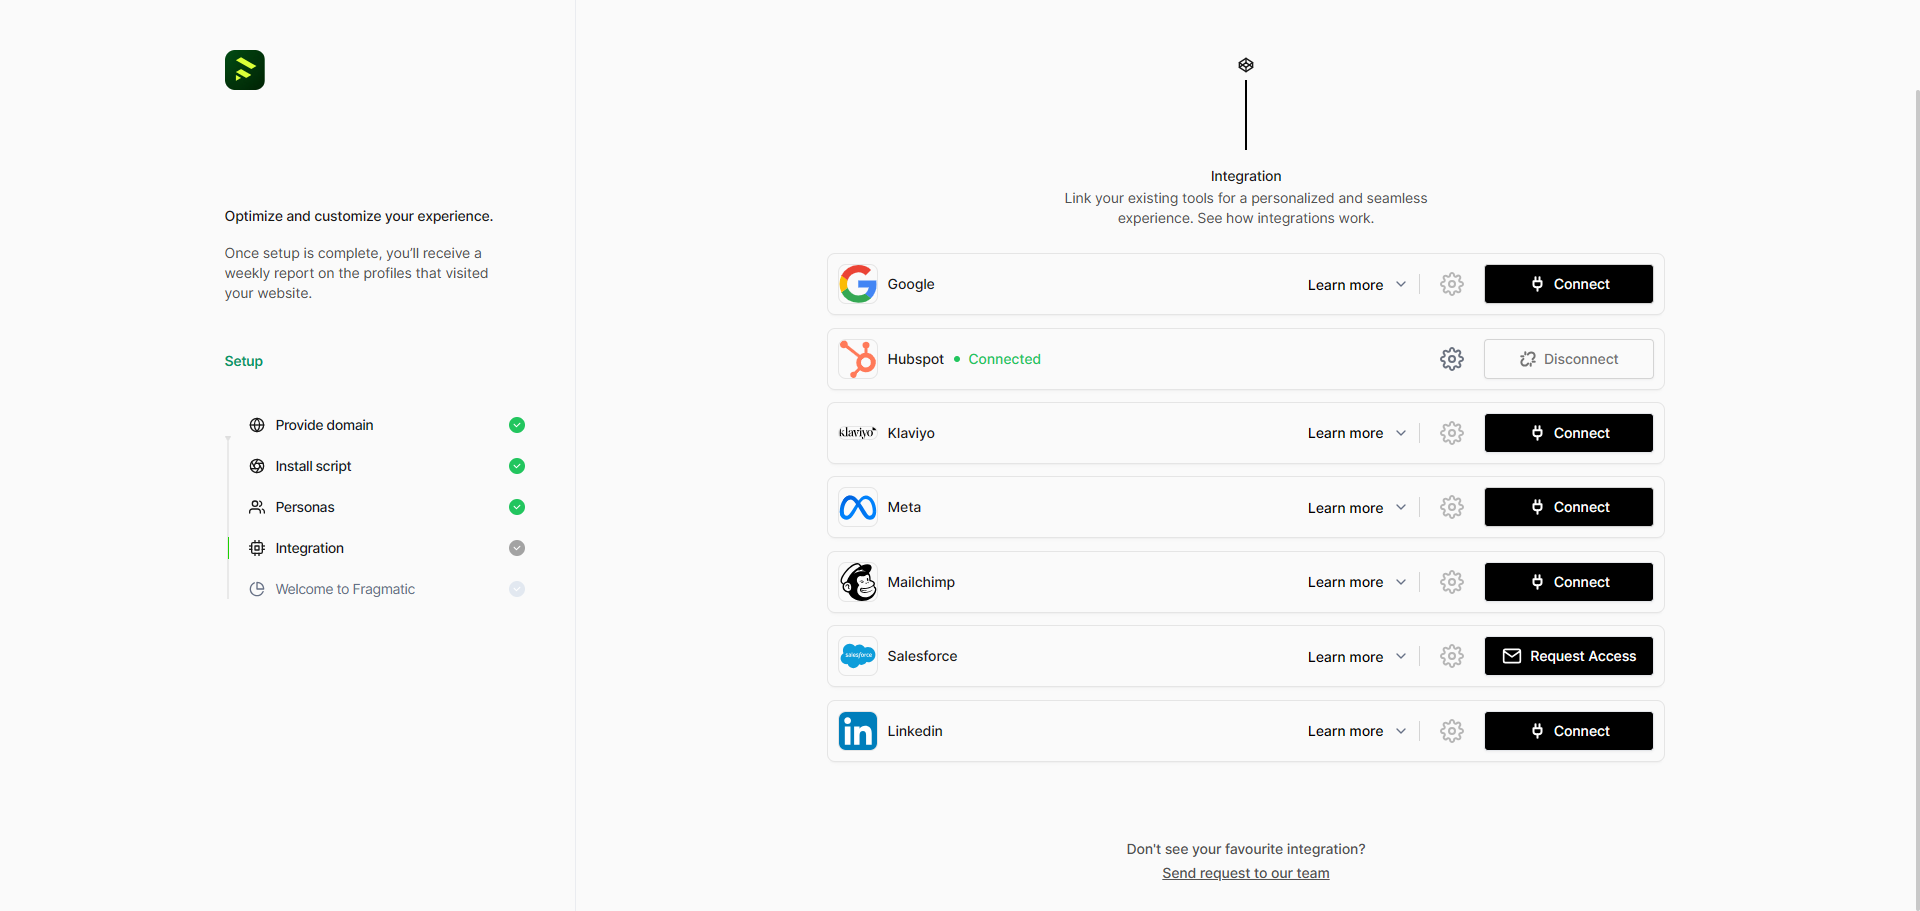 Optimize and customize your experience.
Once setup is complete, you'll receive a
weekly report on the profiles that visited
your website.
Setup
Provide domain
Install script
Personas
Integration
Welcome to Fragmatic
Integration
Link your existing tools for a personalized and seamless
experience. See how integrations work.
Google Learn more Connect
Hubspot Connected Disconnect
klaviyo Klaviyo Learn more Connect
Meta Learn more Connect
Mailchimp Learn more Connect
salesforce Salesforce Learn more Request Access
in Linkedin Learn more Connect
Don't see your favourite integration?
Send request to our team